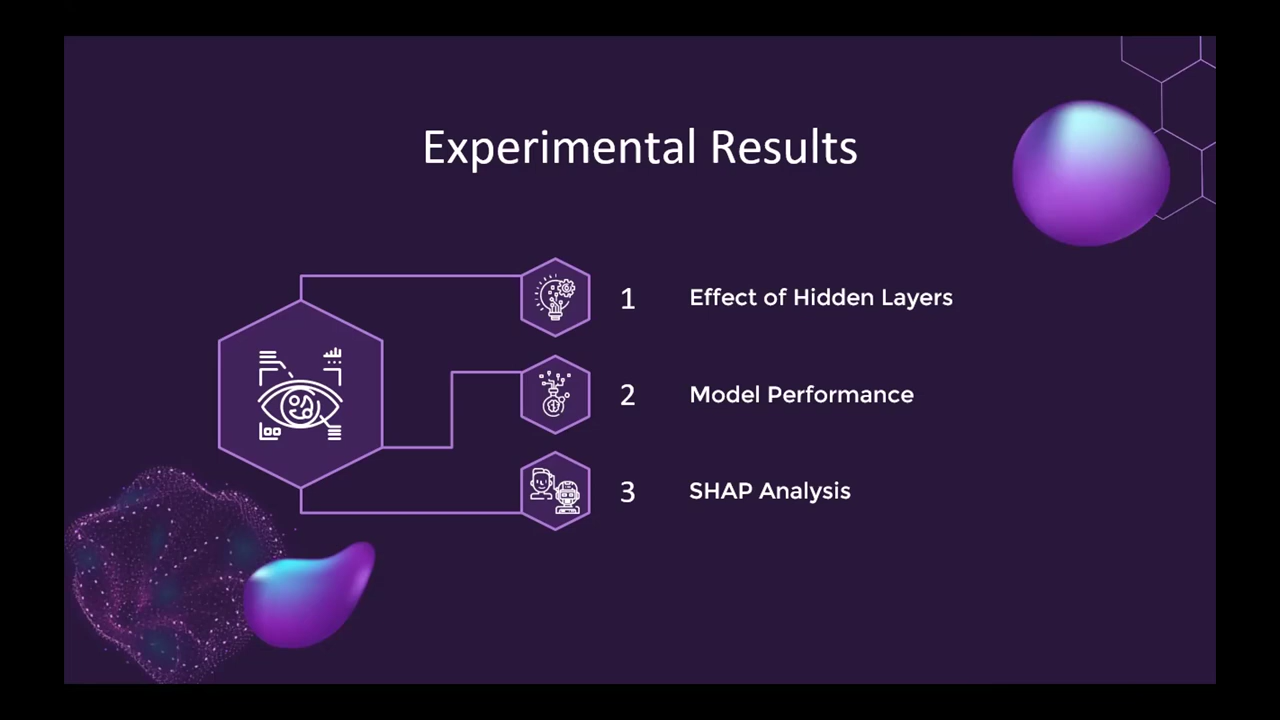 Experimental Results
1 Effect of Hidden Layers
2 Model Performance
3 SHAP Analysis